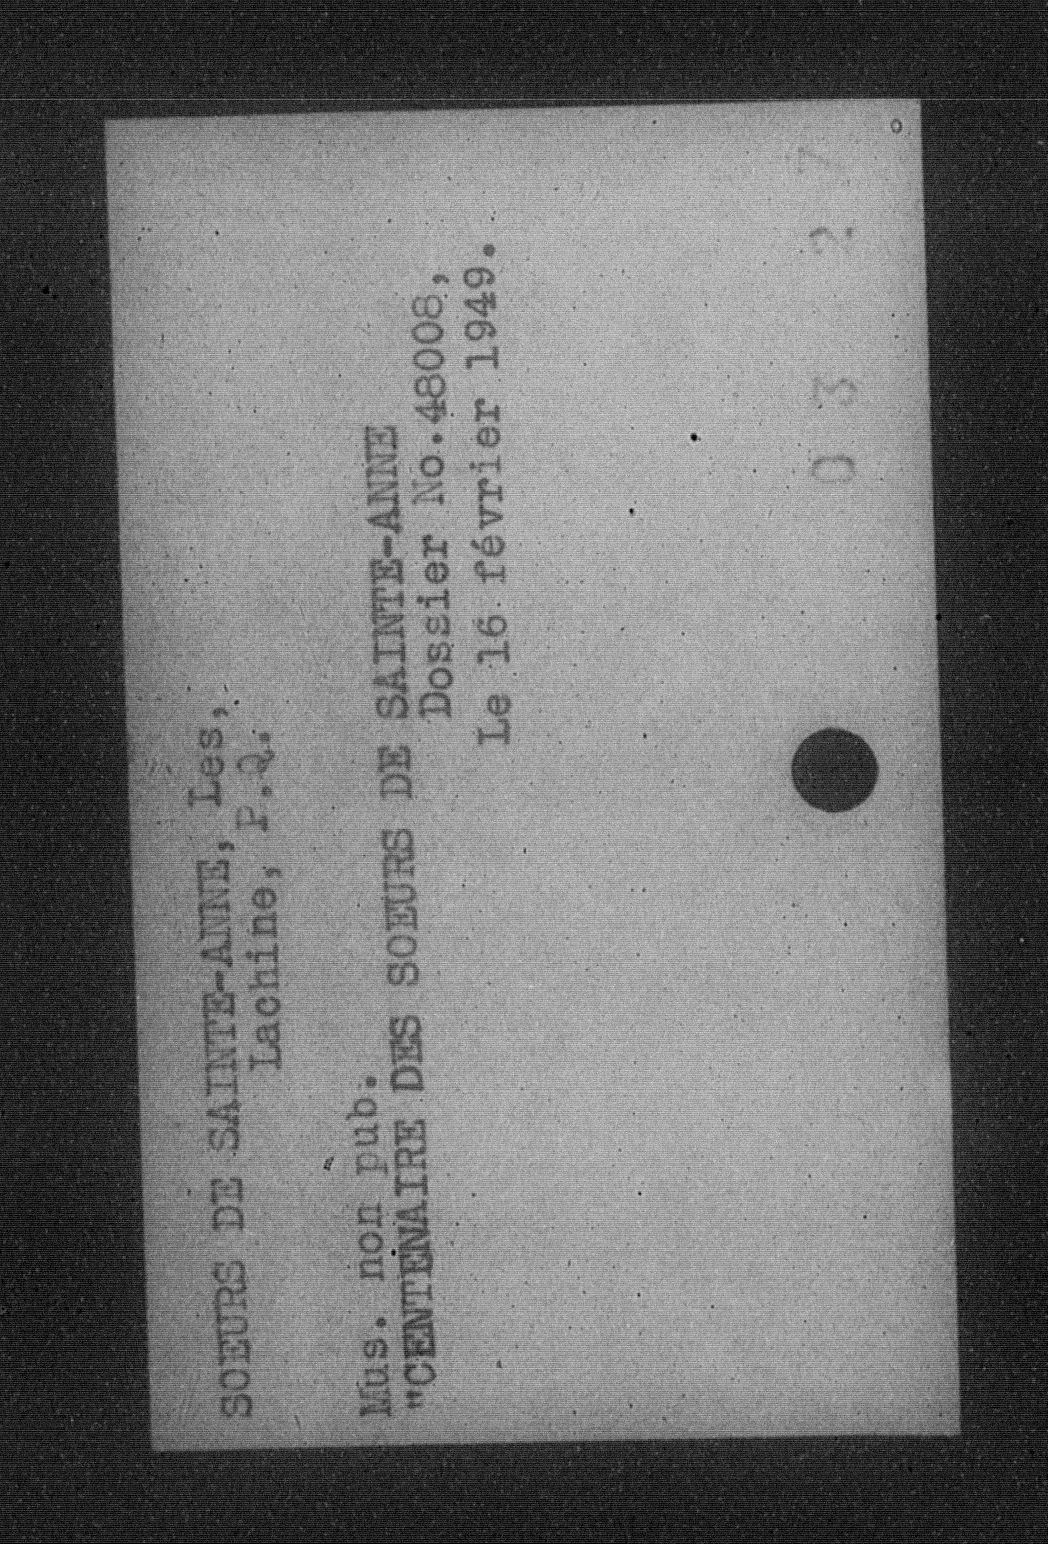 SOEURS DE SAINTE-ANNE, Les,
Lachine, P.Q.
Mus. non pub.
"CENTENAIRE DES SOEURS DE SAINTE-ANNE
Dossier No.48008,
Le 16 février 1949.
0 3 2 7